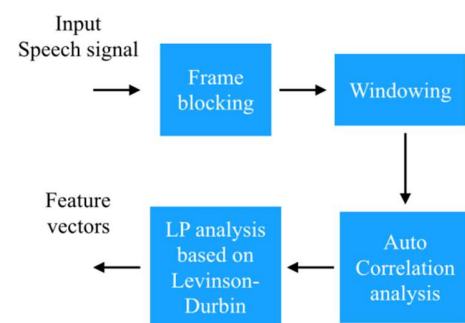 Input
Speech signal
Frame
blocking
Windowing
Feature
vectors
LP analysis
based on
Levinson-
Durbin
Auto
Correlation
analysis